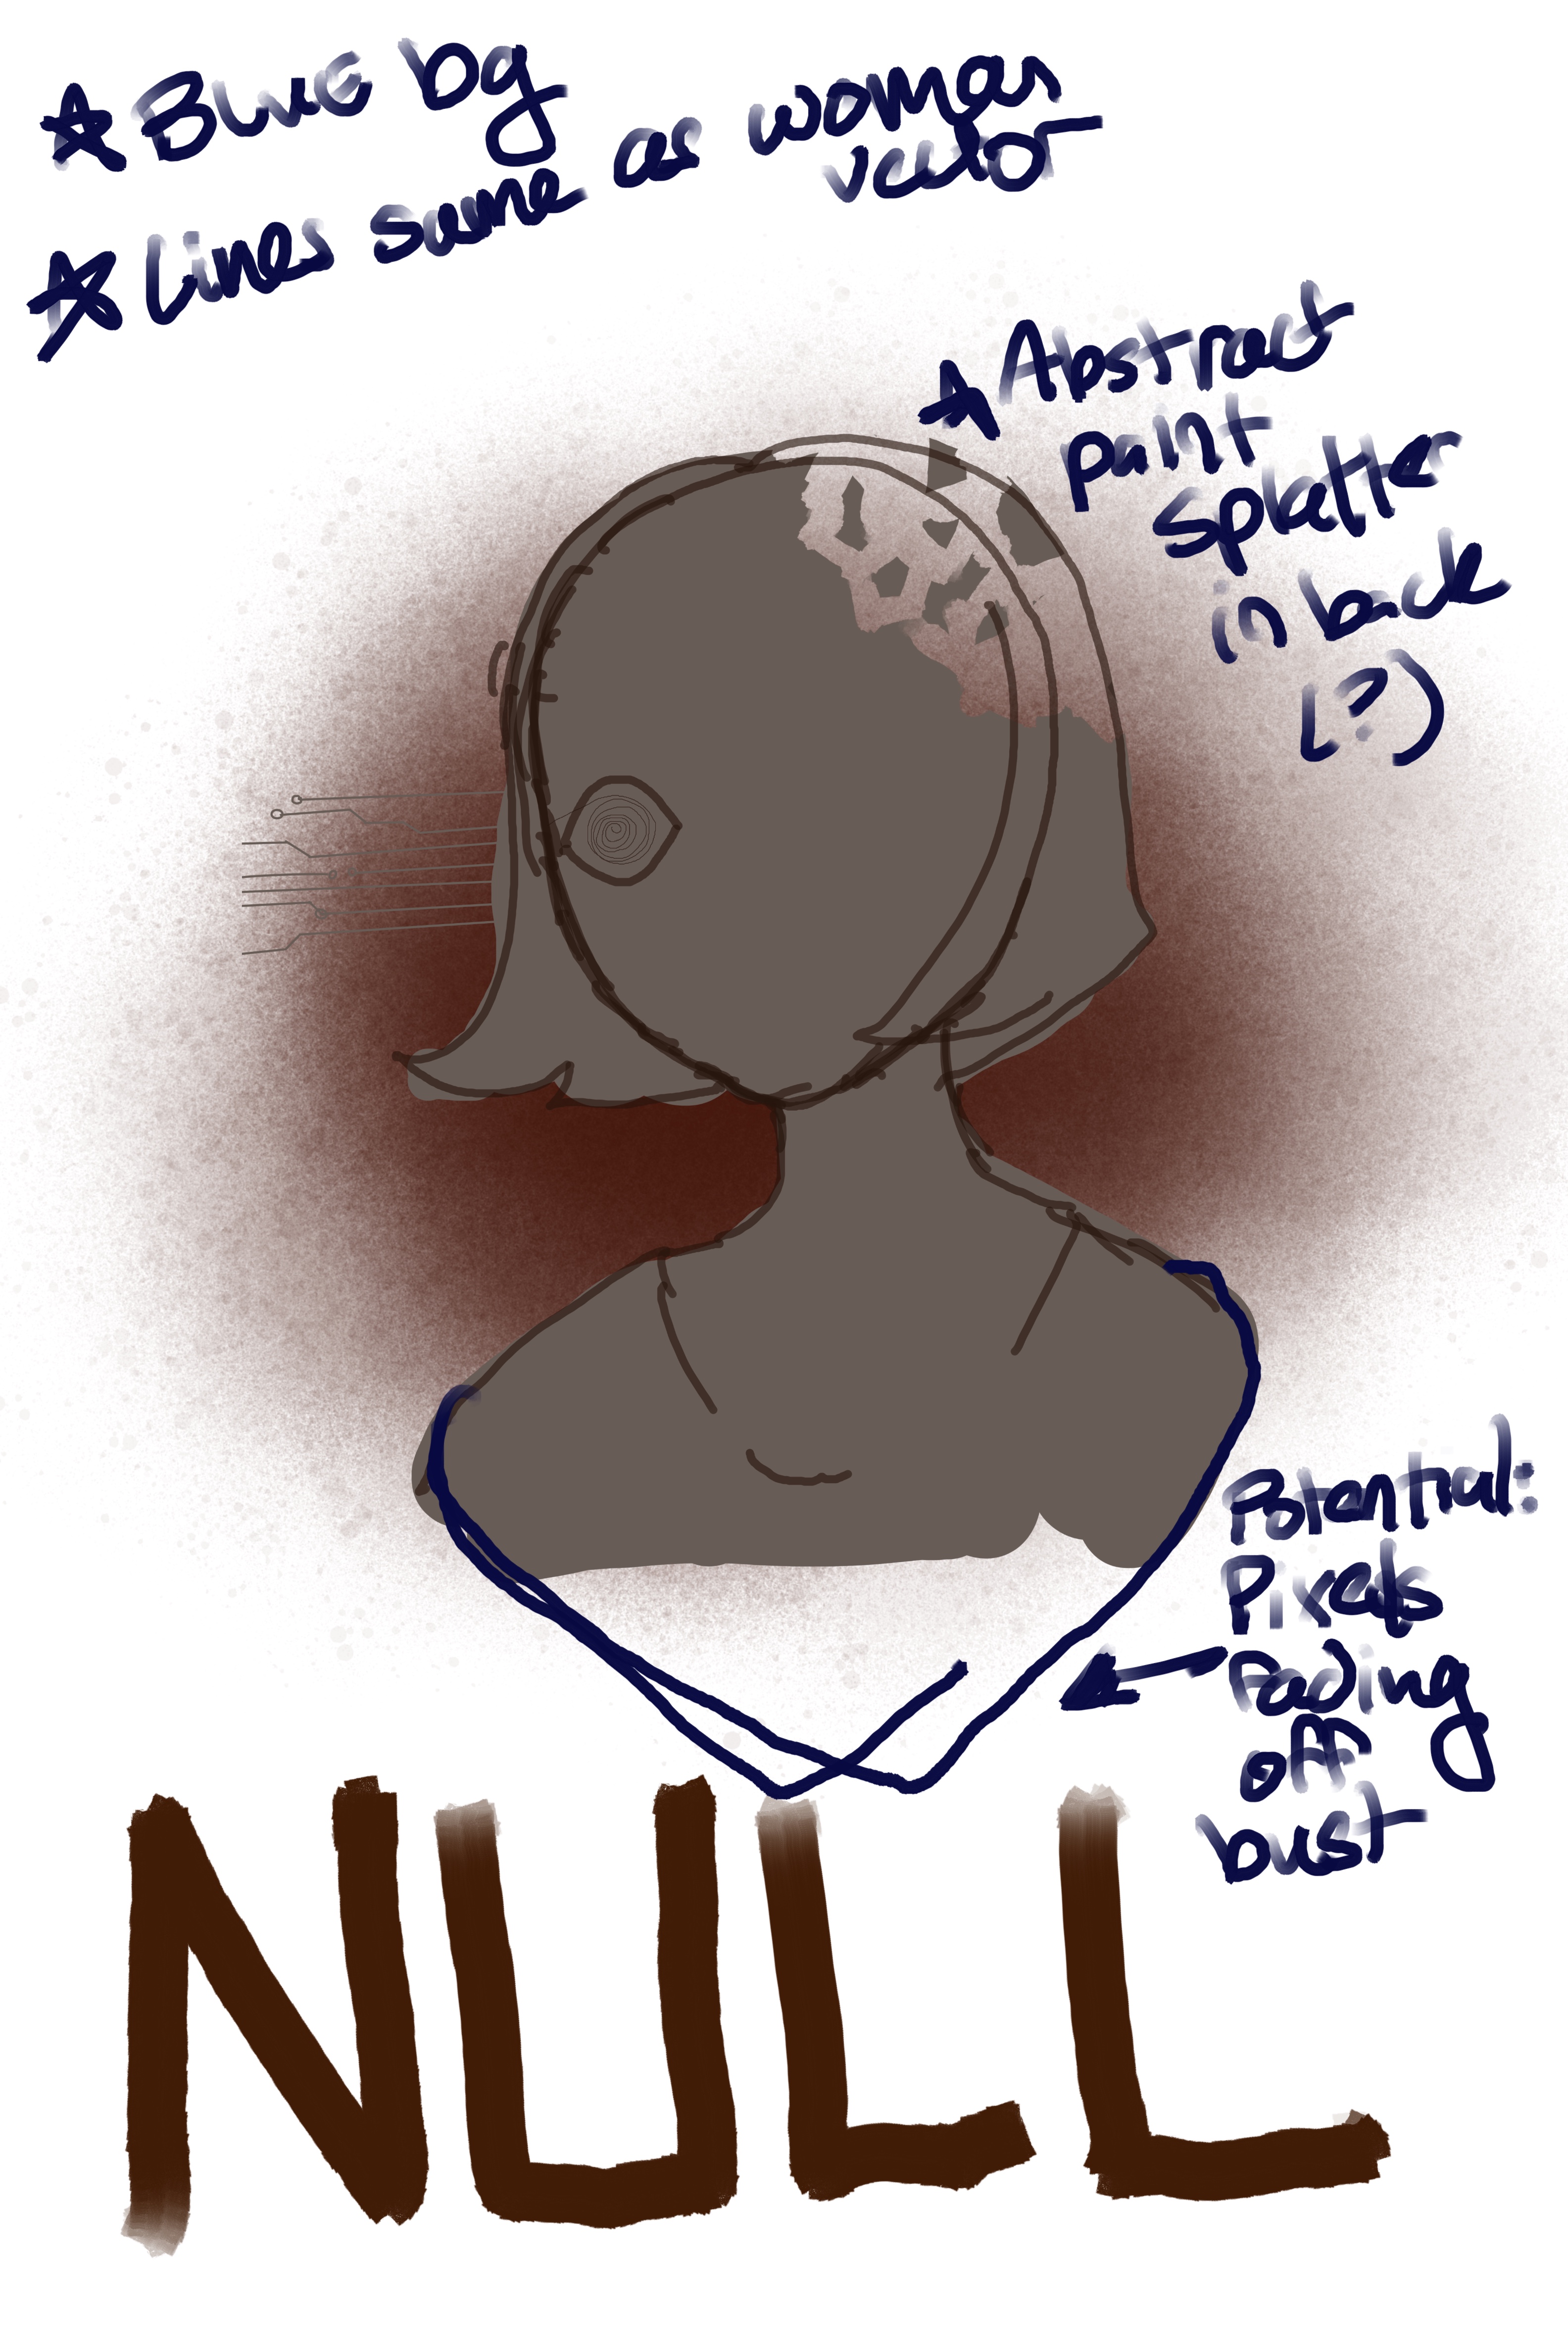 ☆ Blue bg
☆ Lines same as woman
vector
☆ Abstract
paint
splatter
in back
(?)
Potential:
Pixels
Fading
off
bust
NULL